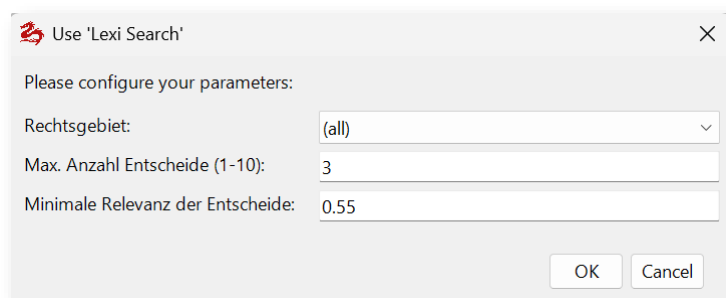 Use 'Lexi Search'
Please configure your parameters:
Rechtsgebiet: (all)
Max. Anzahl Entscheide (1-10): 3
Minimale Relevanz der Entscheide: 0.55
OK Cancel